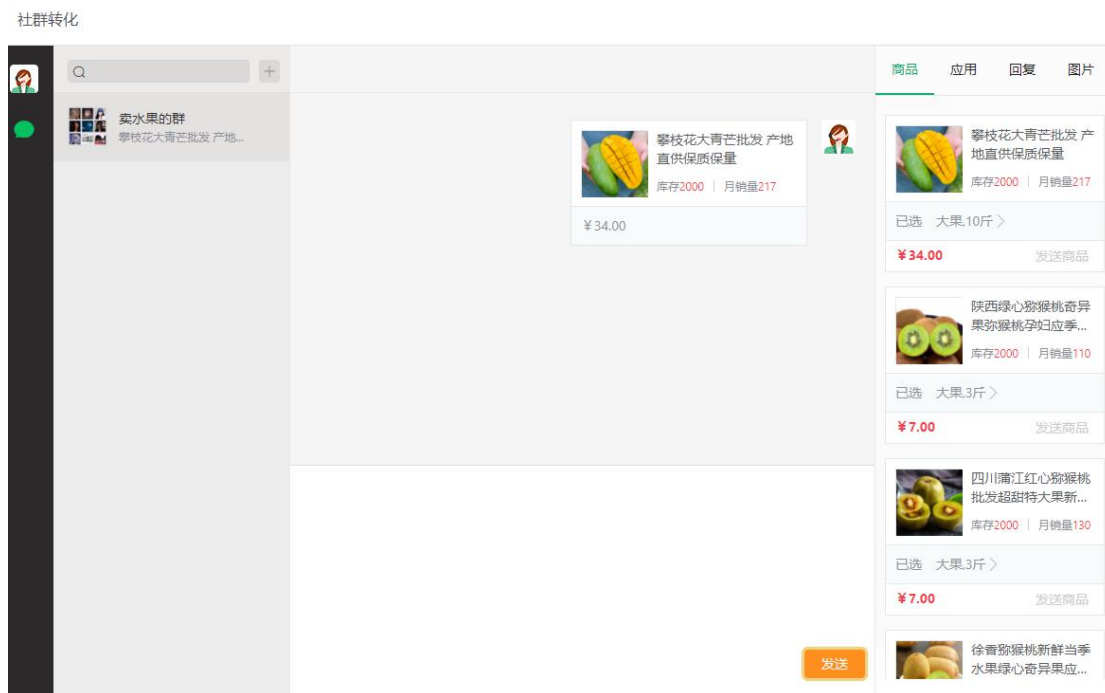 社群转化
商品 应用 回复 图片
卖水果的群
攀枝花大青芒批发 产地...
攀枝花大青芒批发 产地
直供保质保量
库存2000 | 月销量217
¥34.00
攀枝花大青芒批发 产
地直供保质保量
库存2000 | 月销量217
已选 大果,10斤
¥34.00 发送商品
陕西绿心猕猴桃奇异
果弥猴桃孕妇应季...
库存2000 | 月销量110
已选 大果,3斤
¥7.00 发送商品
四川蒲江红心猕猴桃
批发超甜特大果新...
库存2000 | 月销量130
已选 大果,3斤
¥7.00 发送商品
徐香猕猴桃新鲜当季
水果绿心奇异果应...
发送